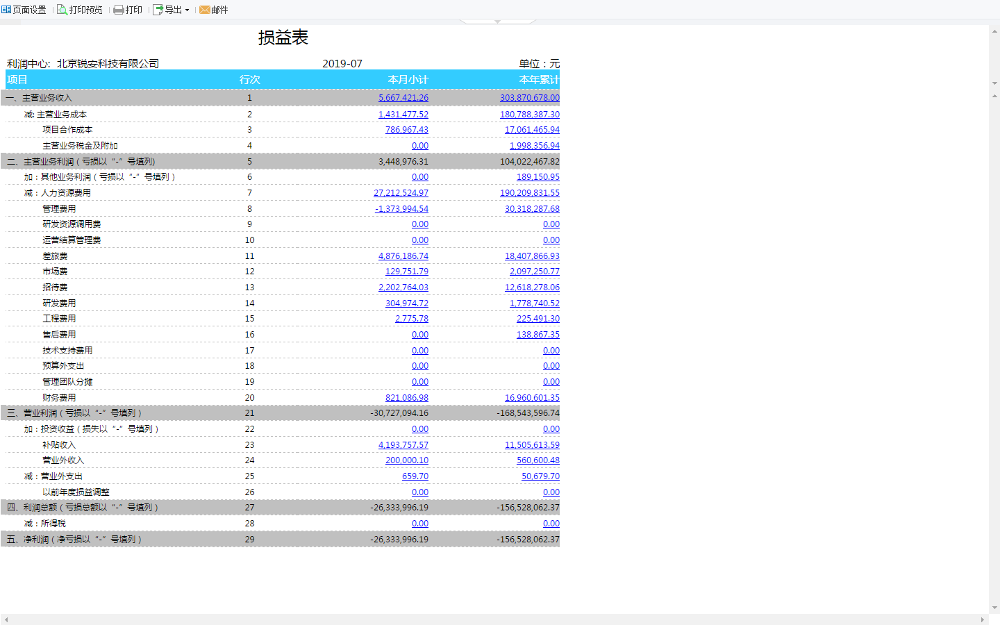 页面设置 打印预览 打印 导出 邮件
损益表
利润中心: 北京锐安科技有限公司 2019-07 单位：元
项目 行次 本月小计 本年累计
一、主营业务收入 1 5,667,421.26 303,870,678.00
减: 主营业务成本 2 1,431,477.52 180,788,387.30
项目合作成本 3 786,967.43 17,061,465.94
主营业务税金及附加 4 0.00 1,998,356.94
二、主营业务利润（亏损以“-”号填列) 5 3,448,976.31 104,022,467.82
加：其他业务利润（亏损以“-”号填列） 6 0.00 189,150.95
减：人力资源费用 7 27,212,524.97 190,209,831.55
管理费用 8 -1,373,994.54 30,318,287.68
研发资源调用费 9 0.00 0.00
运营结算管理费 10 0.00 0.00
差旅费 11 4,876,186.74 18,407,866.93
市场费 12 129,751.79 2,097,250.77
招待费 13 2,202,764.03 12,618,278.06
研发费用 14 304,974.72 1,778,740.52
工程费用 15 2,775.78 225,491.30
售后费用 16 0.00 138,867.35
技术支持费用 17 0.00 0.00
预算外支出 18 0.00 0.00
管理团队分摊 19 0.00 0.00
财务费用 20 821,086.98 16,960,601.35
三、营业利润（亏损以“-”号填列） 21 -30,727,094.16 -168,543,596.74
加：投资收益（损失以“-”号填列） 22 0.00 0.00
补贴收入 23 4,193,757.57 11,505,613.59
营业外收入 24 200,000.10 560,600.48
减：营业外支出 25 659.70 50,679.70
以前年度损益调整 26 0.00 0.00
四、利润总额（亏损总额以“-”号填列） 27 -26,333,996.19 -156,528,062.37
减：所得税 28 0.00 0.00
五、净利润（净亏损以“-”号填列） 29 -26,333,996.19 -156,528,062.37